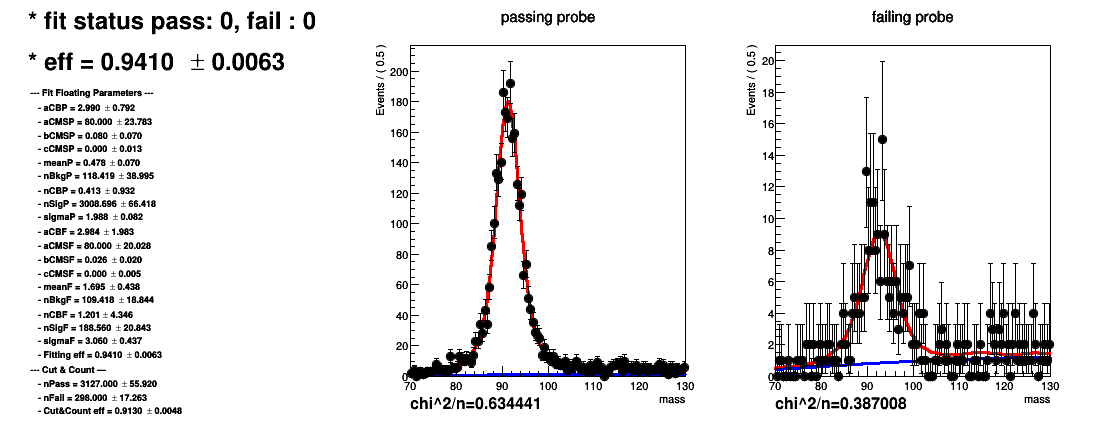 * fit status pass: 0, fail : 0
* eff = 0.9410 ± 0.0063
--- Fit Floating Parameters ---
- aCBP = 2.990 ± 0.792
- aCMSP = 80.000 ± 23.783
- bCMSP = 0.080 ± 0.070
- cCMSP = 0.000 ± 0.013
- meanP = 0.478 ± 0.070
- nBkgP = 118.419 ± 38.995
- nCBP = 0.413 ± 0.932
- nSigP = 3008.696 ± 66.418
- sigmaP = 1.988 ± 0.082
- aCBF = 2.984 ± 1.983
- aCMSF = 80.000 ± 20.028
- bCMSF = 0.026 ± 0.020
- cCMSF = 0.000 ± 0.005
- meanF = 1.695 ± 0.438
- nBkgF = 109.418 ± 18.844
- nCBF = 1.201 ± 4.346
- nSigF = 188.560 ± 20.843
- sigmaF = 3.060 ± 0.437
- Fitting eff = 0.9410 ± 0.0063
--- Cut & Count ---
- nPass = 3127.000 ± 55.920
- nFail = 298.000 ± 17.263
- Cut&Count eff = 0.9130 ± 0.0048
passing probe
Events / ( 0.5 )
200
180
160
140
120
100
80
60
40
20
0
70 80 90 100 110 120 130
mass
chi^2/n=0.634441
failing probe
Events / ( 0.5 )
20
18
16
14
12
10
8
6
4
2
0
70 80 90 100 110 120 130
mass
chi^2/n=0.387008